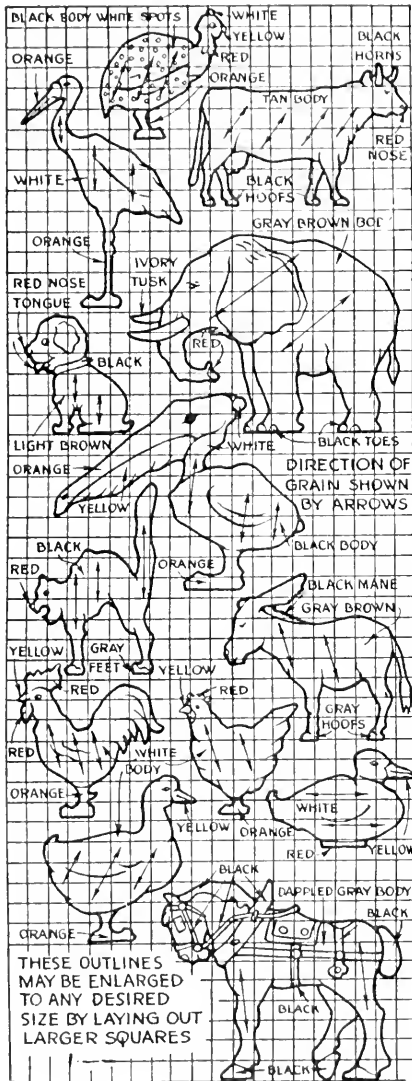 BLACK BODY WHITE SPOTS
WHITE
YELLOW
BLACK
HORNS
ORANGE
RED
ORANGE
TAN BODY
RED
NOSE
WHITE
BLACK
HOOFS
GRAY BROWN BOD
ORANGE
IVORY
TUSK
RED NOSE
TONGUE
RED
BLACK
LIGHT BROWN
BLACK TOES
ORANGE
WHITE
DIRECTION OF
GRAIN SHOWN
BY ARROWS
YELLOW
BLACK
BLACK BODY
RED
ORANGE
BLACK MANE
GRAY BROWN
YELLOW
GRAY
FEET
YELLOW
RED
RED
GRAY
HOOFS
RED
WHITE
BODY
ORANGE
WHITE
YELLOW
ORANGE
RED
YELLOW
BLACK
DAPPLED GRAY BODY
BLACK
ORANGE
THESE OUTLINES
MAY BE ENLARGED
TO ANY DESIRED
SIZE BY LAYING OUT
LARGER SQUARES
BLACK
BLACK